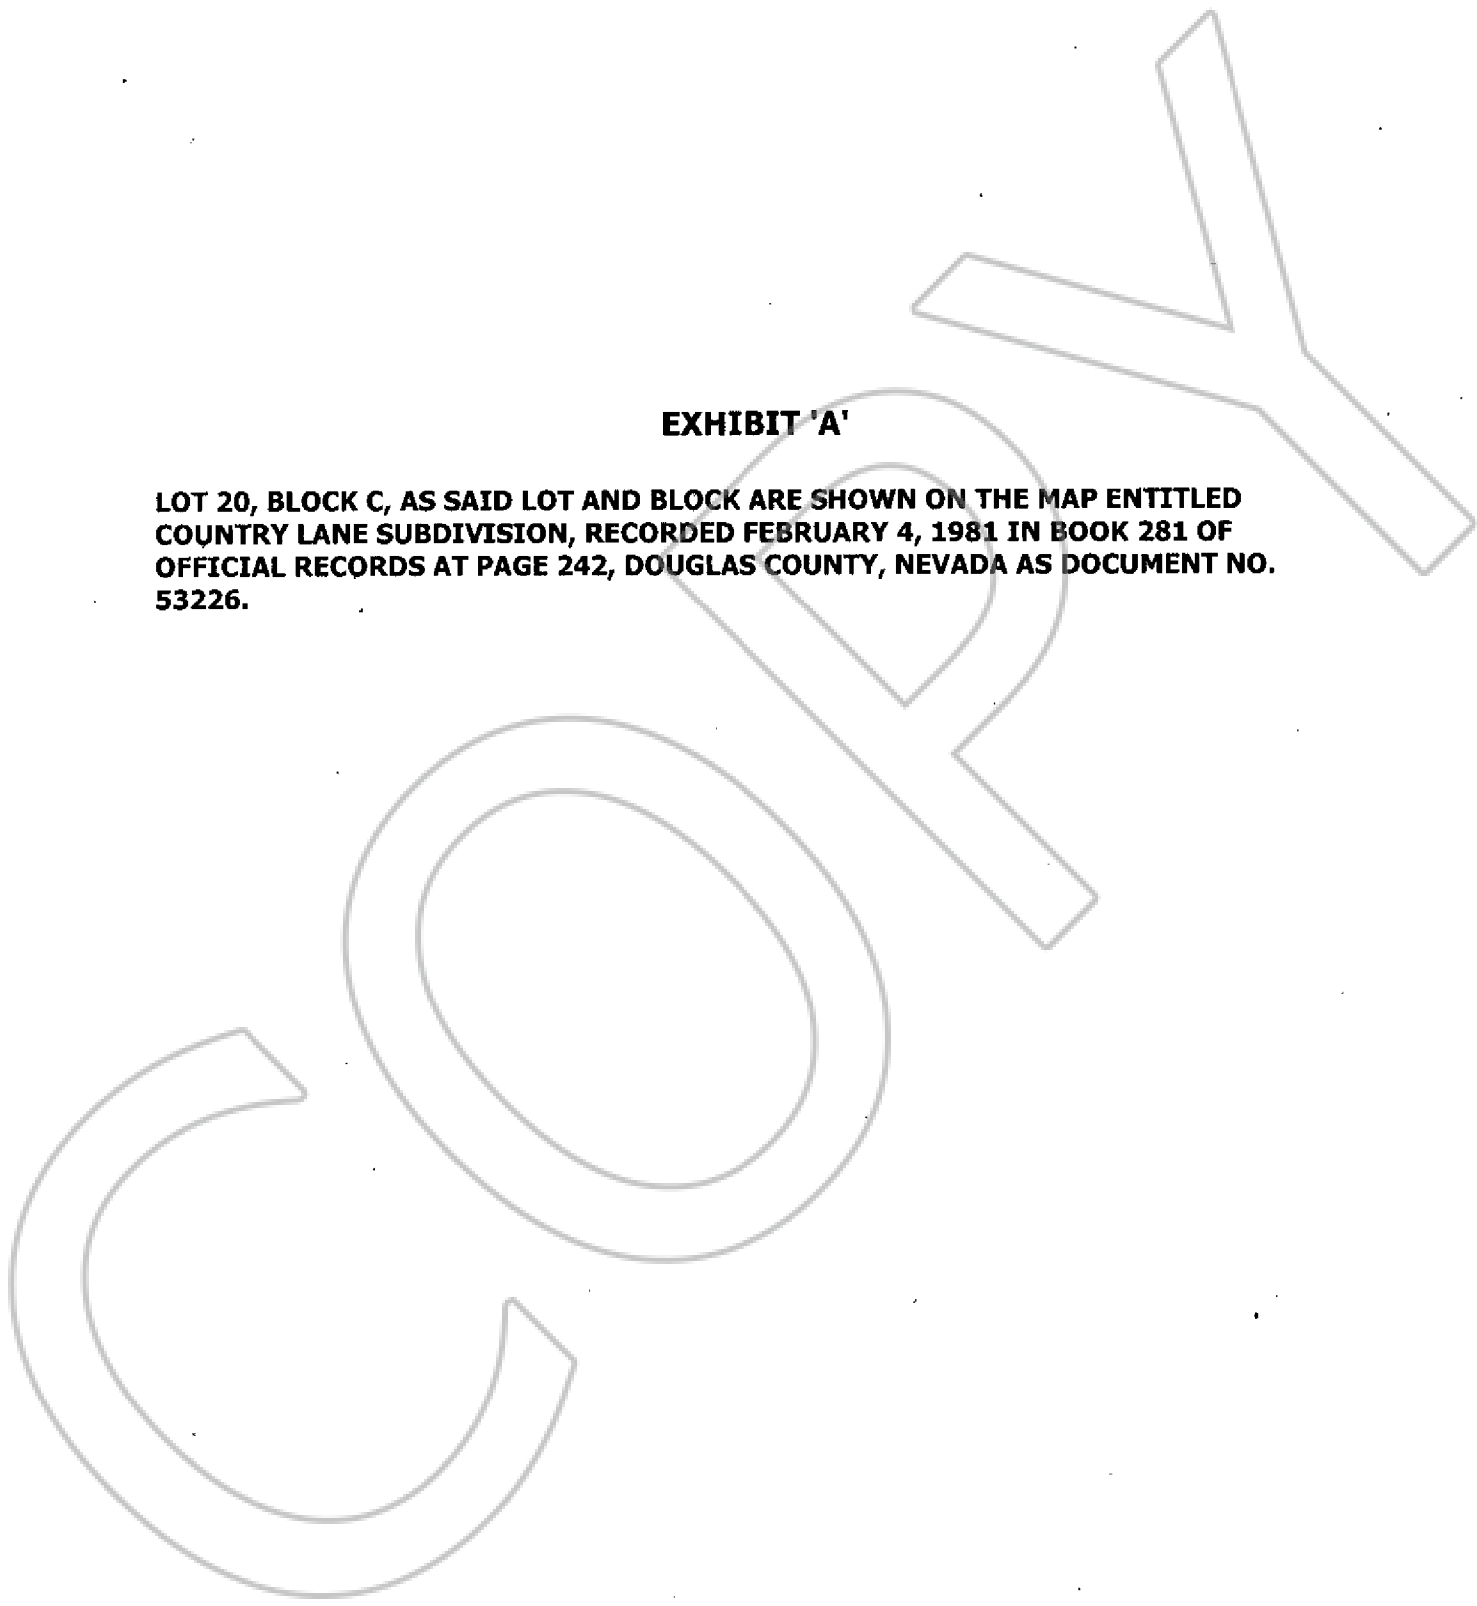 EXHIBIT 'A'
LOT 20, BLOCK C, AS SAID LOT AND BLOCK ARE SHOWN ON THE MAP ENTITLED
COUNTRY LANE SUBDIVISION, RECORDED FEBRUARY 4, 1981 IN BOOK 281 OF
OFFICIAL RECORDS AT PAGE 242, DOUGLAS COUNTY, NEVADA AS DOCUMENT NO.
53226.
COPY